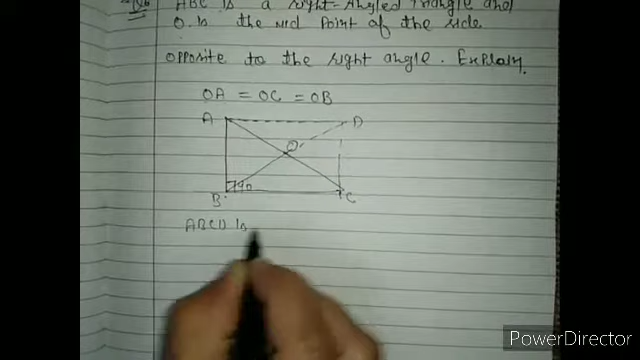 ABC is a right-Angled Triangle and
O is the mid Point of the side
opposite to the right angle. Explain
OA = OC = OB
A
D
O
90
B
C
ABCD is
PowerDirector